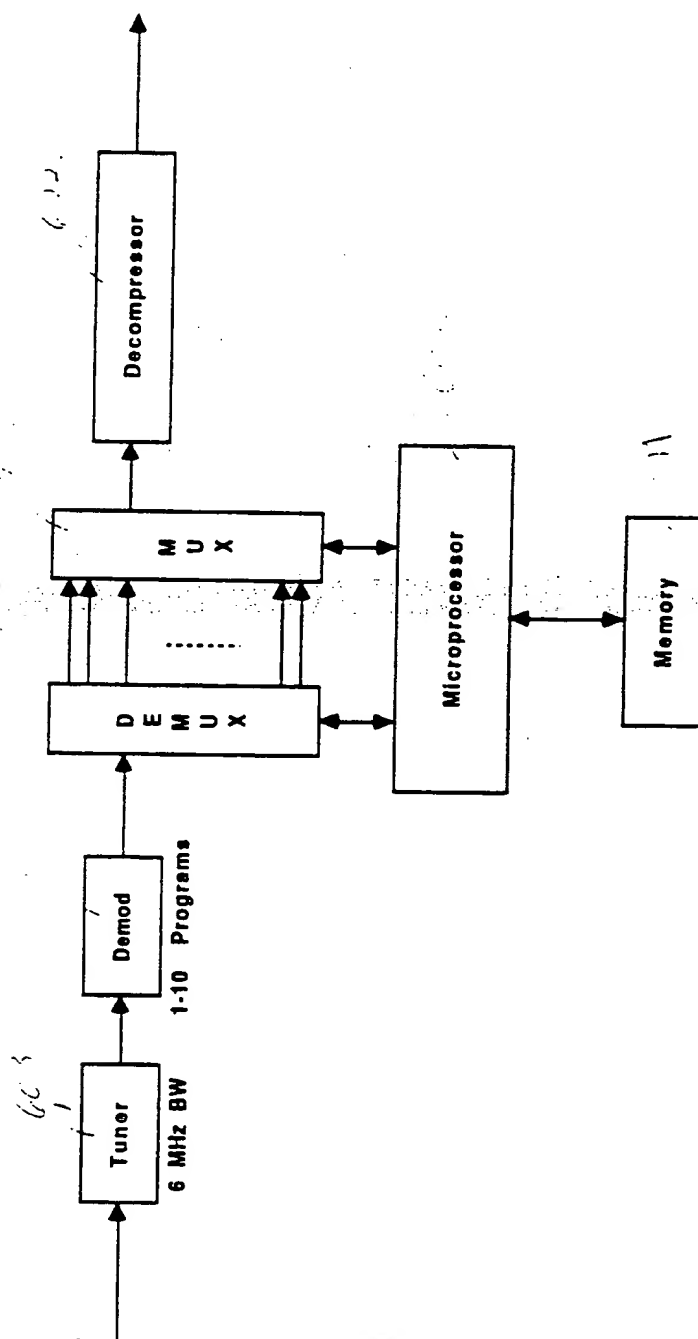 Tuner
6 MHz BW
Demod
1-10 Programs
DEMUX
MUX
Decompressor
Microprocessor
Memory